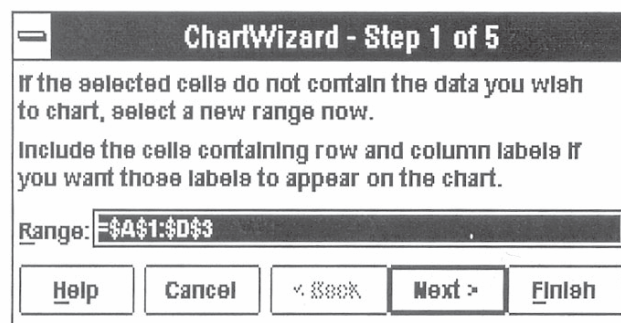 ChartWizard - Step 1 of 5
If the selected cells do not contain the data you wish
to chart, select a new range now.
Include the cells containing row and column labels if
you want those labels to appear on the chart.
Range: =$A$1:$D$3
Help Cancel < Back Next > Finish